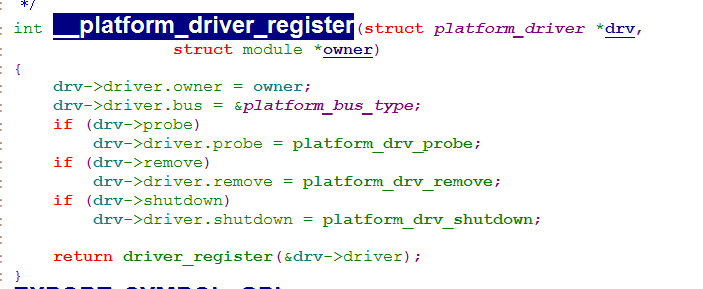 */
int __platform_driver_register(struct platform_driver *drv,
struct module *owner)
{
drv->driver.owner = owner;
drv->driver.bus = &platform_bus_type;
if (drv->probe)
drv->driver.probe = platform_drv_probe;
if (drv->remove)
drv->driver.remove = platform_drv_remove;
if (drv->shutdown)
drv->driver.shutdown = platform_drv_shutdown;
return driver_register(&drv->driver);
}